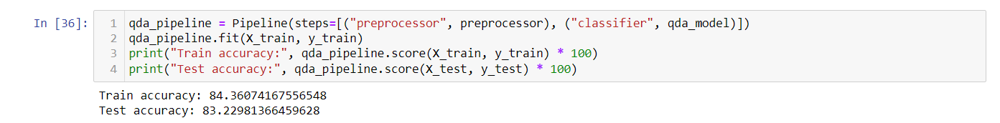 In [36]:
1 qda_pipeline = Pipeline(steps=[("preprocessor", preprocessor), ("classifier", qda_model)])
2 qda_pipeline.fit(X_train, y_train)
3 print("Train accuracy:", qda_pipeline.score(X_train, y_train) * 100)
4 print("Test accuracy:", qda_pipeline.score(X_test, y_test) * 100)
Train accuracy: 84.36074167556548
Test accuracy: 83.22981366459628